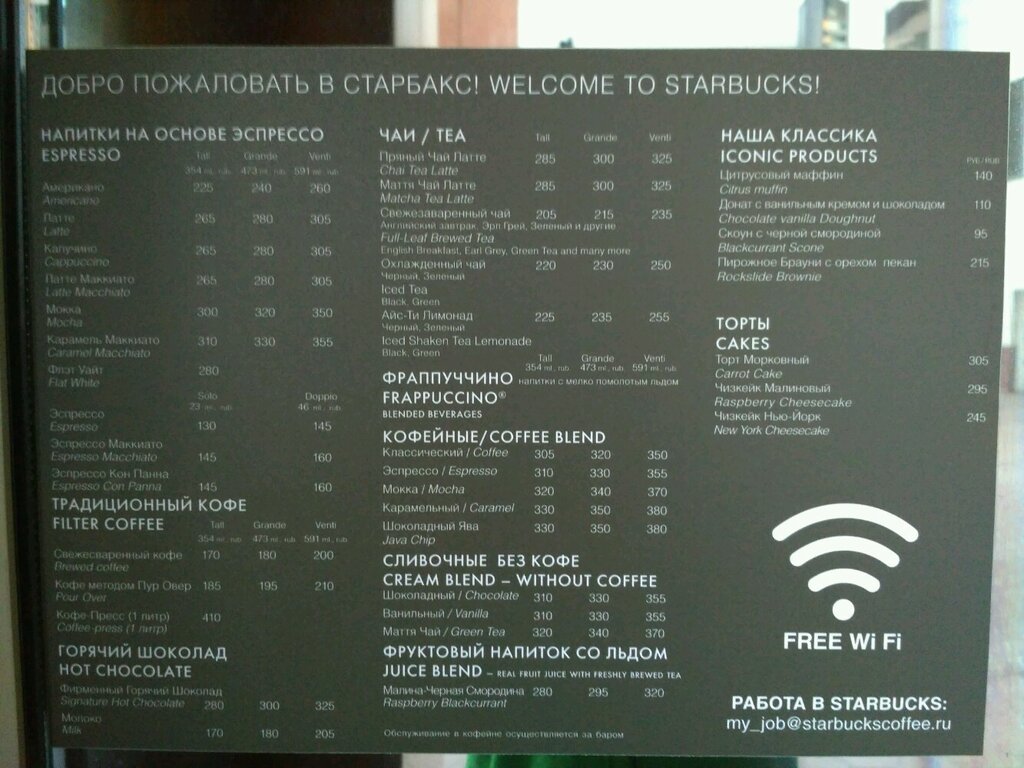 ДОБРО ПОЖАЛОВАТЬ В СТАРБАКС! WELCOME TO STARBUCKS!
НАПИТКИ НА ОСНОВЕ ЭСПРЕССО
ESPRESSO
Tall Grande Venti
354 ml., rub. 473 ml., rub. 591 ml., rub.
Американо 225 240 260
Americano
Латте 265 280 305
Latte
Капучино 265 280 305
Cappuccino
Латте Маккиато 265 280 305
Latte Macchiato
Мокка 300 320 350
Mocha
Карамель Маккиато 310 330 355
Caramel Macchiato
Флэт Уайт 280
Flat White
Solo Doppio
23 ml., rub. 46 ml., rub.
Эспрессо 130 145
Espresso
Эспрессо Маккиато
Espresso Macchiato 145 160
Эспрессо Кон Панна
Espresso Con Panna 145 160
ТРАДИЦИОННЫЙ КОФЕ
FILTER COFFEE Tall Grande Venti
354 ml., rub. 473 ml., rub. 591 ml., rub.
Свежесваренный кофе 170 180 200
Brewed coffee
Кофе методом Пур Овер 185 195 210
Pour Over
Кофе-Пресс (1 литр) 410
Coffee-press (1 литр)
ГОРЯЧИЙ ШОКОЛАД
HOT CHOCOLATE
Фирменный Горячий Шоколад
Signature Hot Chocolate 280 300 325
Молоко
Milk 170 180 205
ЧАИ / TEA Tall Grande Venti
Пряный Чай Латте 285 300 325
Chai Tea Latte
Маття Чай Латте 285 300 325
Matcha Tea Latte
Свежезаваренный чай 205 215 235
Английский завтрак, Эрл Грей, Зеленый и другие
Full-Leaf Brewed Tea
English Breakfast, Earl Grey, Green Tea and many more
Охлажденный чай 220 230 250
Черный, Зеленый
Iced Tea
Black, Green
Айс-Ти Лимонад 225 235 255
Черный, Зеленый
Iced Shaken Tea Lemonade
Black, Green
Tall Grande Venti
354 ml., rub. 473 ml., rub. 591 ml., rub.
ФРАППУЧЧИНО напитки с мелко помолотым льдом
FRAPPUCCINO®
BLENDED BEVERAGES
КОФЕЙНЫЕ/COFFEE BLEND
Классический / Coffee 305 320 350
Эспрессо / Espresso 310 330 355
Мокка / Mocha 320 340 370
Карамельный / Caramel 330 350 380
Шоколадный Ява 330 350 380
Java Chip
СЛИВОЧНЫЕ БЕЗ КОФЕ
CREAM BLEND – WITHOUT COFFEE
Шоколадный / Chocolate 310 330 355
Ванильный / Vanilla 310 330 355
Маття Чай / Green Tea 320 340 370
ФРУКТОВЫЙ НАПИТОК СО ЛЬДОМ
JUICE BLEND – REAL FRUIT JUICE WITH FRESHLY BREWED TEA
Малина-Черная Смородина 280 295 320
Raspberry Blackcurrant
Обслуживание в кофейне осуществляется за баром
НАША КЛАССИКА
ICONIC PRODUCTS РУБ/RUB
Цитрусовый маффин 140
Citrus muffin
Донат с ванильным кремом и шоколадом 110
Chocolate vanilla Doughnut
Скоун с черной смородиной 95
Blackcurrant Scone
Пирожное Брауни с орехом пекан 215
Rockslide Brownie
ТОРТЫ
CAKES
Торт Морковный 305
Carrot Cake
Чизкейк Малиновый 295
Raspberry Cheesecake
Чизкейк Нью-Йорк 245
New York Cheesecake
FREE Wi Fi
РАБОТА В STARBUCKS:
my_job@starbuckscoffee.ru